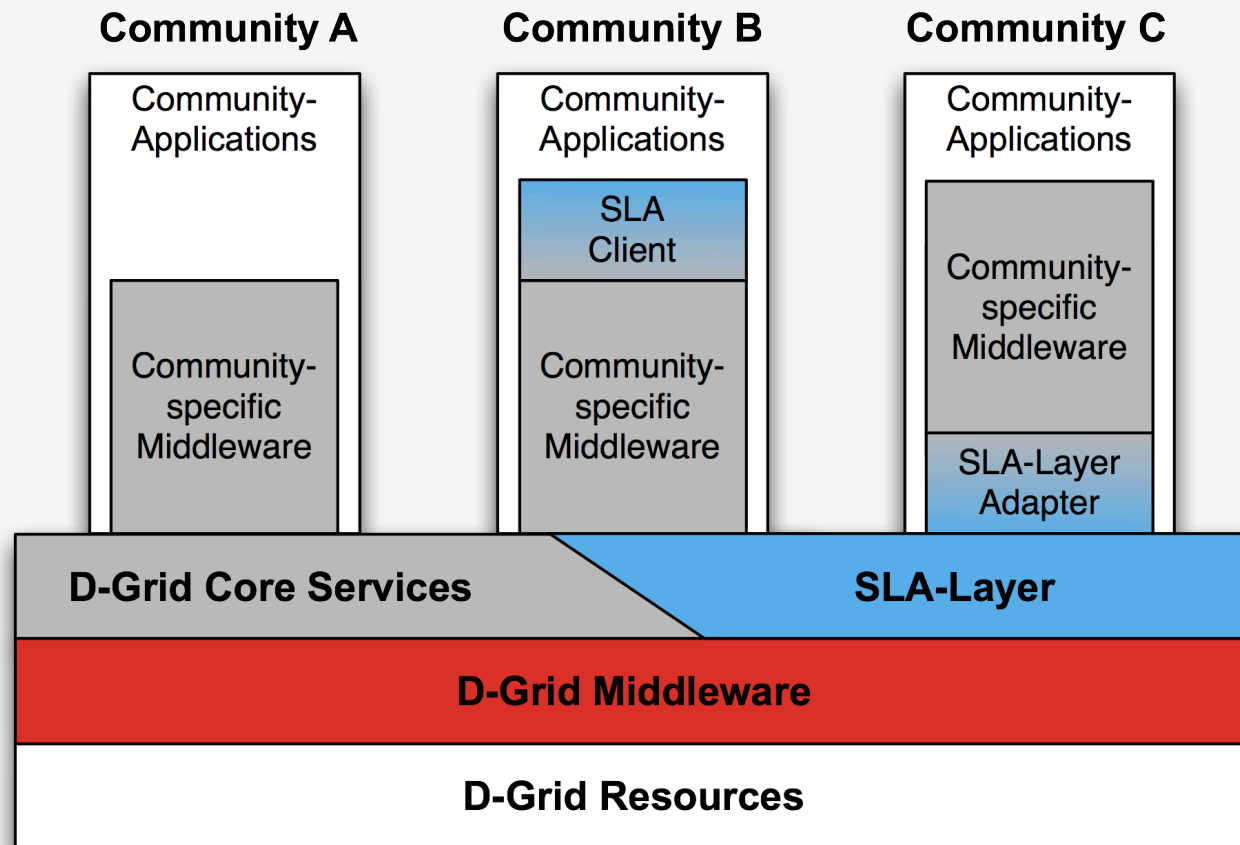 Community A
Community B
Community C
Community-
Applications
Community-
specific
Middleware
Community-
Applications
SLA
Client
Community-
specific
Middleware
Community-
Applications
Community-
specific
Middleware
SLA-Layer
Adapter
D-Grid Core Services
SLA-Layer
D-Grid Middleware
D-Grid Resources